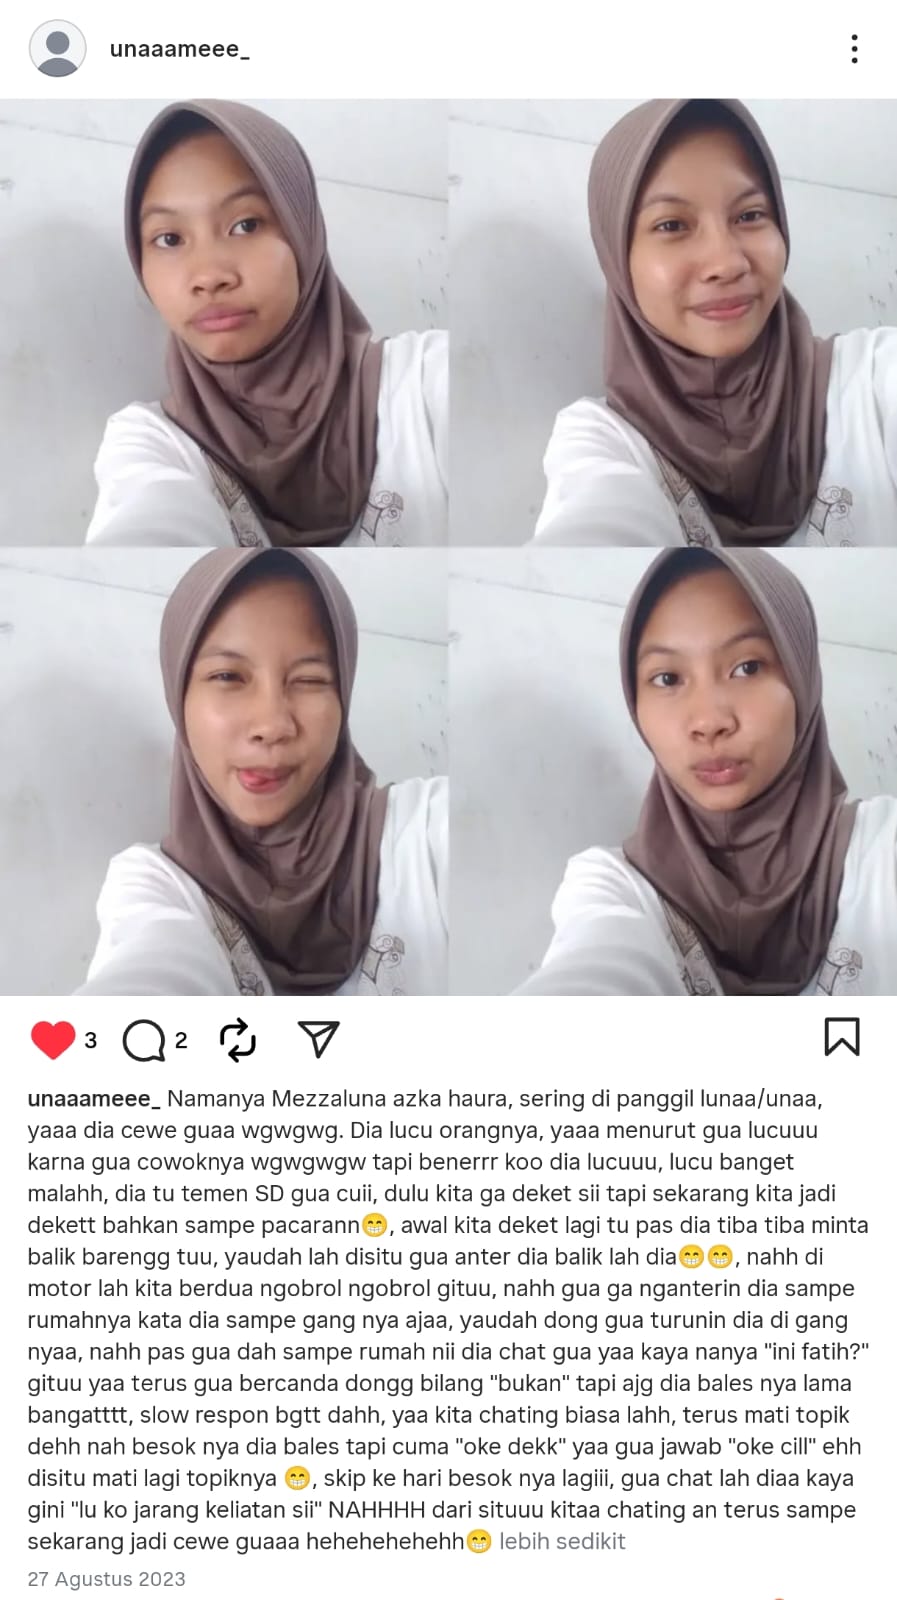 unaaameee_
3 2
unaaameee_ Namanya Mezzaluna azka haura, sering di panggil lunaa/unaa,
yaaa dia cewe guaa wgwgwg. Dia lucu orangnya, yaaa menurut gua lucuuu
karna gua cowoknya wgwgwgw tapi benerrr koo dia lucuuu, lucu banget
malahh, dia tu temen SD gua cuii, dulu kita ga deket sii tapi sekarang kita jadi
dekett bahkan sampe pacarann😁, awal kita deket lagi tu pas dia tiba tiba minta
balik barengg tuu, yaudah lah disitu gua anter dia balik lah dia😁😁, nahh di
motor lah kita berdua ngobrol ngobrol gituu, nahh gua ga nganterin dia sampe
rumahnya kata dia sampe gang nya ajaa, yaudah dong gua turunin dia di gang
nyaa, nahh pas gua dah sampe rumah nii dia chat gua yaa kaya nanya "ini fatih?"
gituu yaa terus gua bercanda dongg bilang "bukan" tapi ajg dia bales nya lama
bangatttt, slow respon bgtt dahh, yaa kita chating biasa lahh, terus mati topik
dehh nah besok nya dia bales tapi cuma "oke dekk" yaa gua jawab "oke cill" ehh
disitu mati lagi topiknya 😁, skip ke hari besok nya lagiii, gua chat lah diaa kaya
gini "lu ko jarang keliatan sii" NAHHHH dari situuu kitaa chating an terus sampe
sekarang jadi cewe guaaa hehehehehehh😁 lebih sedikit
27 Agustus 2023